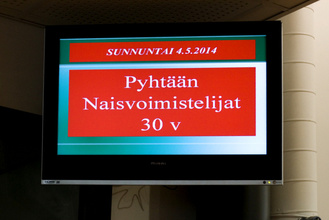 SUNNUNTAI 4.5.2014
Pyhtään
Naisvoimistelijat
30 v